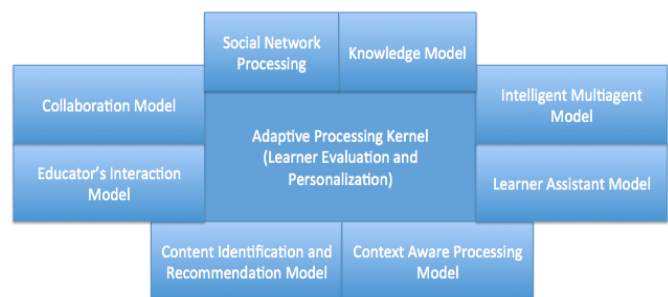 Social Network
Processing
Knowledge Model
Collaboration Model
Intelligent Multiagent
Model
Adaptive Processing Kernel
(Learner Evaluation and
Personalization)
Educator's Interaction
Model
Learner Assistant Model
Content Identification and
Recommendation Model
Context Aware Processing
Model